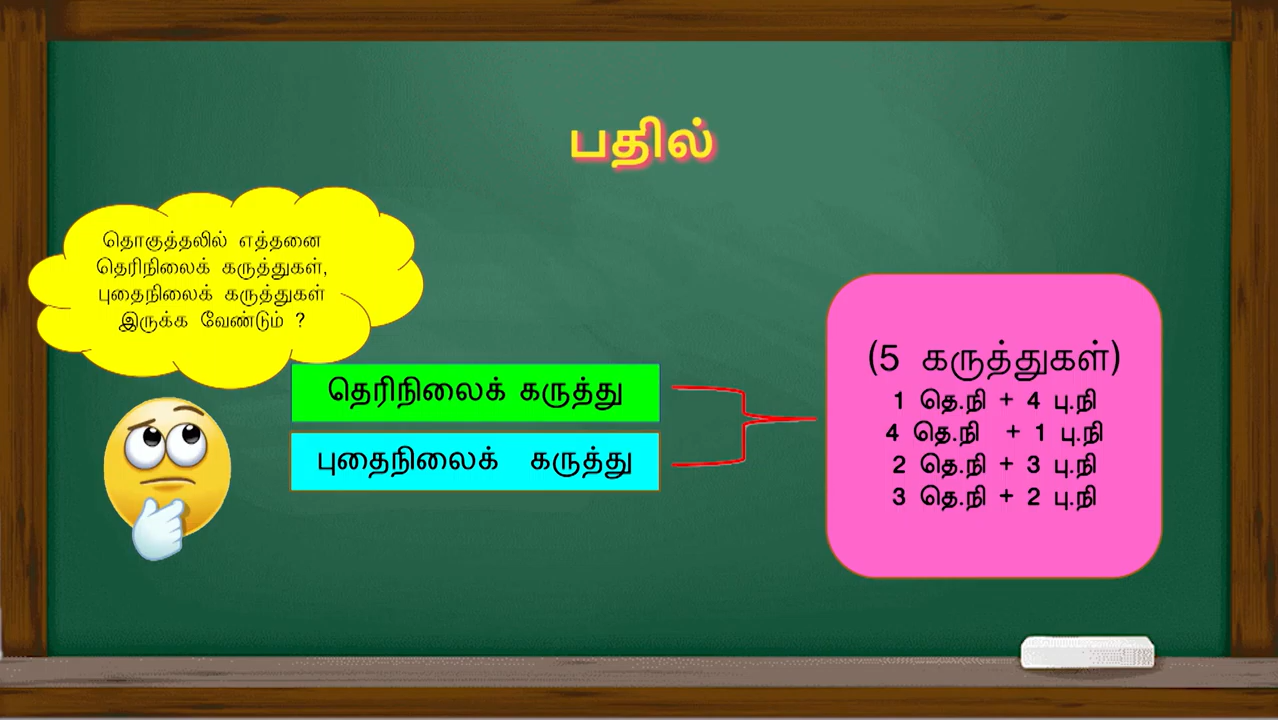 பதில்
தொகுத்தலில் எத்தனை
தெரிநிலைக் கருத்துகள்,
புதைநிலைக் கருத்துகள்
இருக்க வேண்டும் ?
தெரிநிலைக் கருத்து
புதைநிலைக் கருத்து
(5 கருத்துகள்)
1 தெ.நி + 4 பு.நி
4 தெ.நி + 1 பு.நி
2 தெ.நி + 3 பு.நி
3 தெ.நி + 2 பு.நி